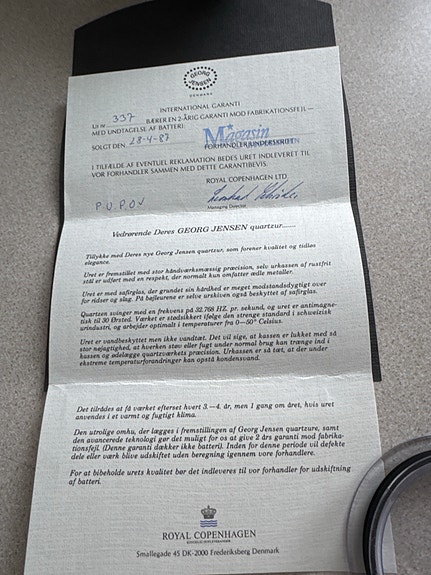 GEORG
JENSEN
DENMARK
INTERNATIONAL GARANTI
Ur nr. 337 BÆRER EN 2-ÅRIG GARANTI MOD FABRIKATIONSFEJL —
MED UNDTAGELSE AF BATTERI.
Magasin
SOLGT DEN 28-4-87 FORHANDLERUNDERSKRIFT
I TILFÆLDE AF EVENTUEL REKLAMATION BEDES URET INDLEVERET TIL
VOR FORHANDLER SAMMEN MED DETTE GARANTIBEVIS.
ROYAL COPENHAGEN LTD
Managing Director
Vedrørende Deres GEORG JENSEN quartzur......
Tillykke med Deres nye Georg Jensen quartzur, som forener kvalitet og tidløs
elegance.
Uret er fremstillet med stor håndværksmæssig præcision, selv urkassen af rustfrit
stål er udført med en respekt, der normalt kun omfatter ædle metaller.
Uret er med safirglas, der grundet sin hårdhed er meget modstandsdygtigt over
for ridser og slag. På bøjleurene er selve urskiven også beskyttet af safirglas.
Quartzen svinger med en frekvens på 32.768 HZ. pr. sekund, og uret er antimagne-
tisk til 30 Ørsted. Værket er stødsikkert ifølge den strenge standard i schweizisk
urindustri, og arbejder optimalt i temperaturer fra 0—50° Celsius.
Uret er vandbeskyttet men ikke vandtæt. Det vil sige, at kassen er lukket med så
stor nøjagtighed, at hverken støv eller fugt under normal brug kan trænge ind i
kassen og ødelægge quartzværkets præcision. Urkassen er så tæt, at der under
ekstreme temperaturforandringer kan opstå kondensvand.
Det tilrådes at få værket efterset hvert 3.—4. år, men 1 gang om året, hvis uret
anvendes i et varmt og fugtigt klima.
Den utrolige omhu, der lægges i fremstillingen af Georg Jensen quartzure, samt
den avancerede teknologi gør det muligt for os at give 2 års garanti mod fabrika-
tionsfejl. (Denne garanti dækker ikke batteri). Inden for denne periode vil defekte
dele eller værk blive udskiftet uden beregning igennem vore forhandlere.
For at bibeholde urets kvalitet bør det indleveres til vor forhandler for udskiftning
af batteri.
ROYAL COPENHAGEN
Smallegade 45 DK-2000 Frederiksberg Denmark